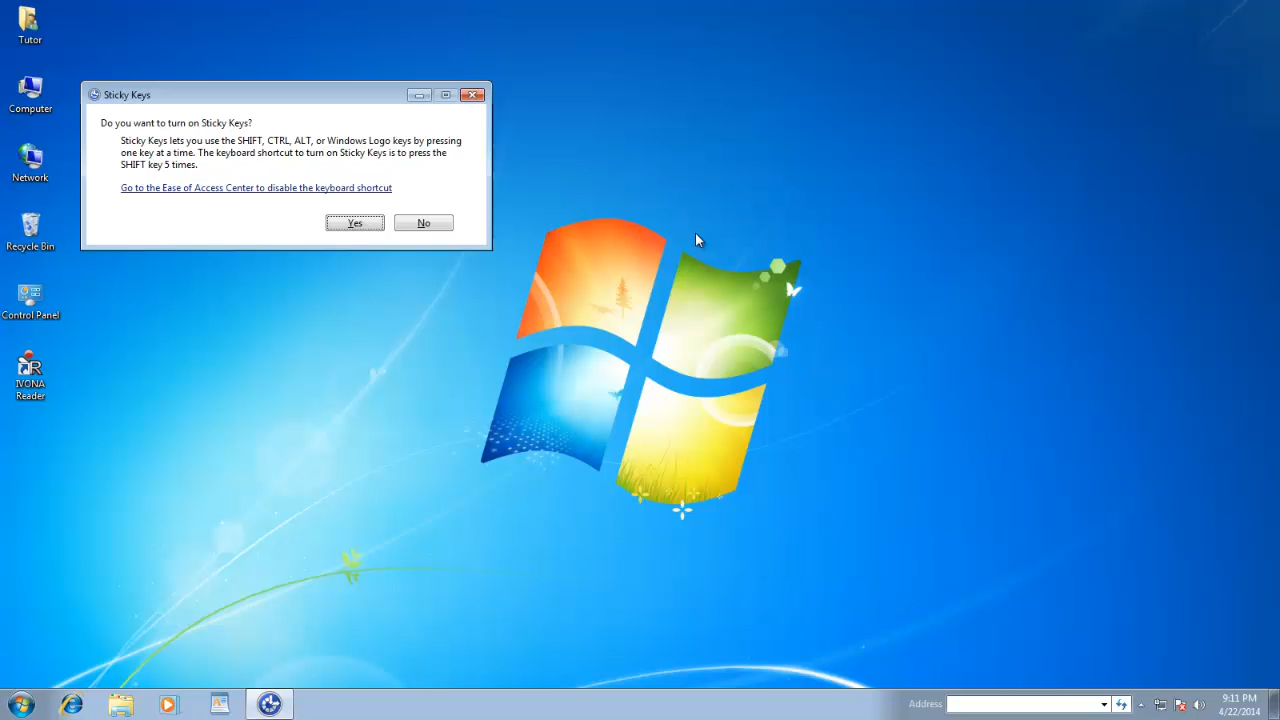 Tutor
Computer
Network
Recycle Bin
Control Panel
IVONA
Reader
Sticky Keys
Do you want to turn on Sticky Keys?
Sticky Keys lets you use the SHIFT, CTRL, ALT, or Windows Logo keys by pressing
one key at a time. The keyboard shortcut to turn on Sticky Keys is to press the
SHIFT key 5 times.
Go to the Ease of Access Center to disable the keyboard shortcut
Yes
No
Address
9:11 PM
4/22/2014